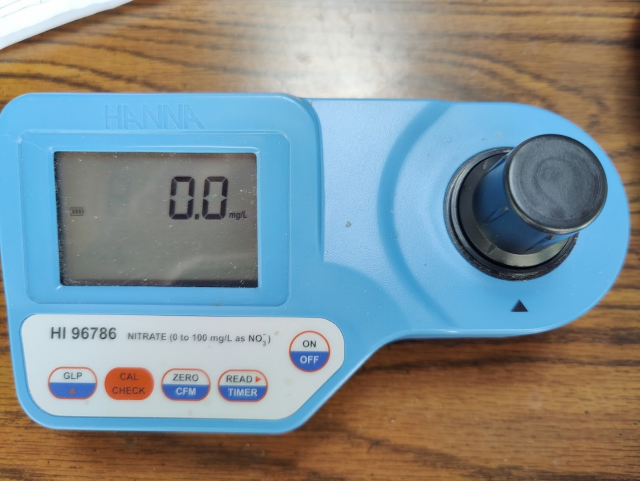 HANNA
0.0 mg/L
HI 96786 NITRATE (0 to 100 mg/L as NO₃⁻)
ON
OFF
GLP
▲
CAL
CHECK
ZERO
CFM
READ ►
TIMER